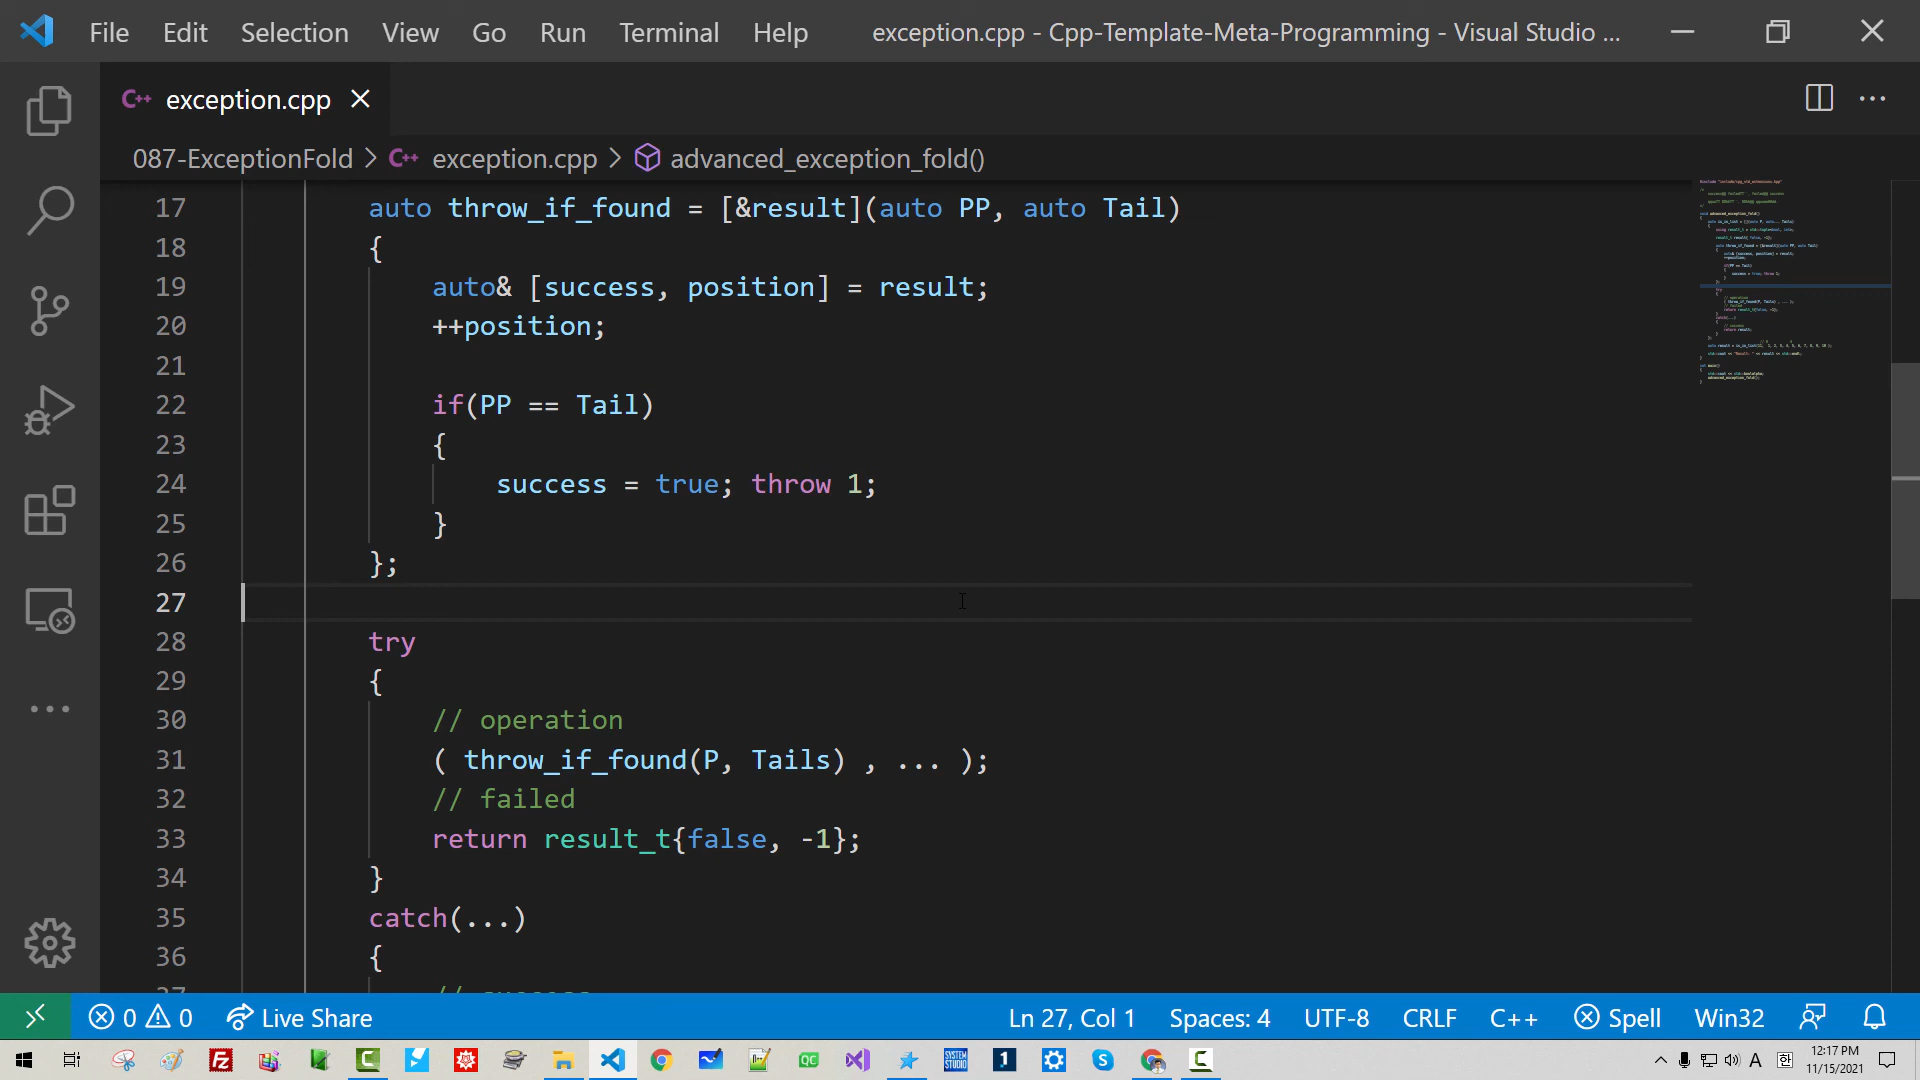 File Edit Selection View Go Run Terminal Help exception.cpp - Cpp-Template-Meta-Programming - Visual Studio ...
C++ exception.cpp
087-ExceptionFold > C++ exception.cpp > advanced_exception_fold()
17 auto throw_if_found = [&result](auto PP, auto Tail)
18 {
19 auto& [success, position] = result;
20 ++position;
21
22 if(PP == Tail)
23 {
24 success = true; throw 1;
25 }
26 };
27
28 try
29 {
30 // operation
31 ( throw_if_found(P, Tails) , ... );
32 // failed
33 return result_t{false, -1};
34 }
35 catch(...)
36 {
37 // success
0 0 Live Share Ln 27, Col 1 Spaces: 4 UTF-8 CRLF C++ Spell Win32
A 한 12:17 PM
11/15/2021